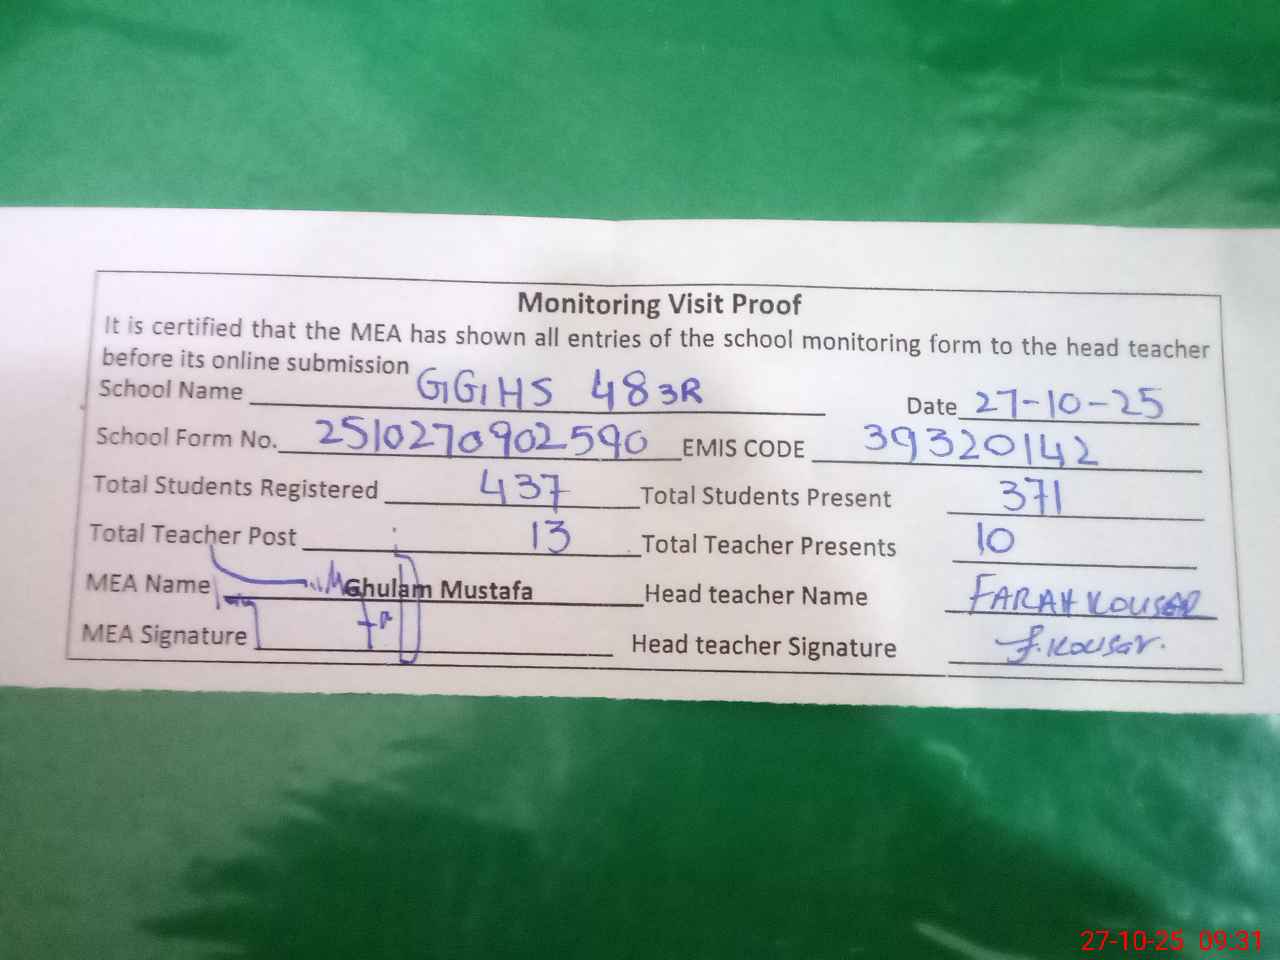 Monitoring Visit Proof
It is certified that the MEA has shown all entries of the school monitoring form to the head teacher
before its online submission
School Name GGHS 48 3R Date 27-10-25
School Form No. 2510270902590 EMIS CODE 39320142
Total Students Registered 437 Total Students Present 371
Total Teacher Post 13 Total Teacher Presents 10
MEA Name Ghulam Mustafa Head teacher Name FARAH KOUSAR
MEA Signature Head teacher Signature f. Kousar.
27-10-25 09:31